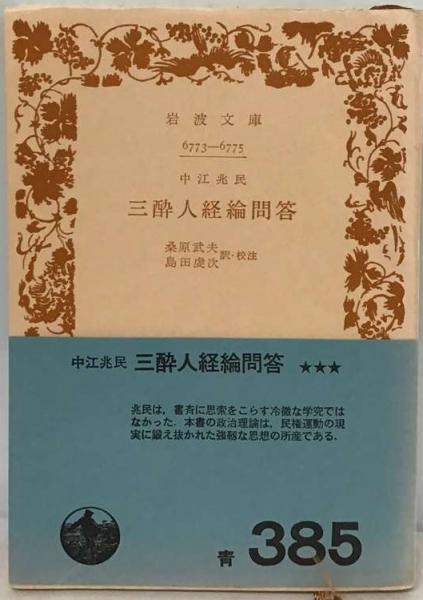 岩波文庫
6773—6775
中江兆民
三酔人経綸問答
桑原武夫
島田虔次 訳・校注
中江兆民 三酔人経綸問答 ★★★
兆民は，書斉に思索をこらす冷徹な学究では
なかった．本書の政治理論は，民権運動の現
実に鍛え抜かれた強靱な思想の所産である．
青 385